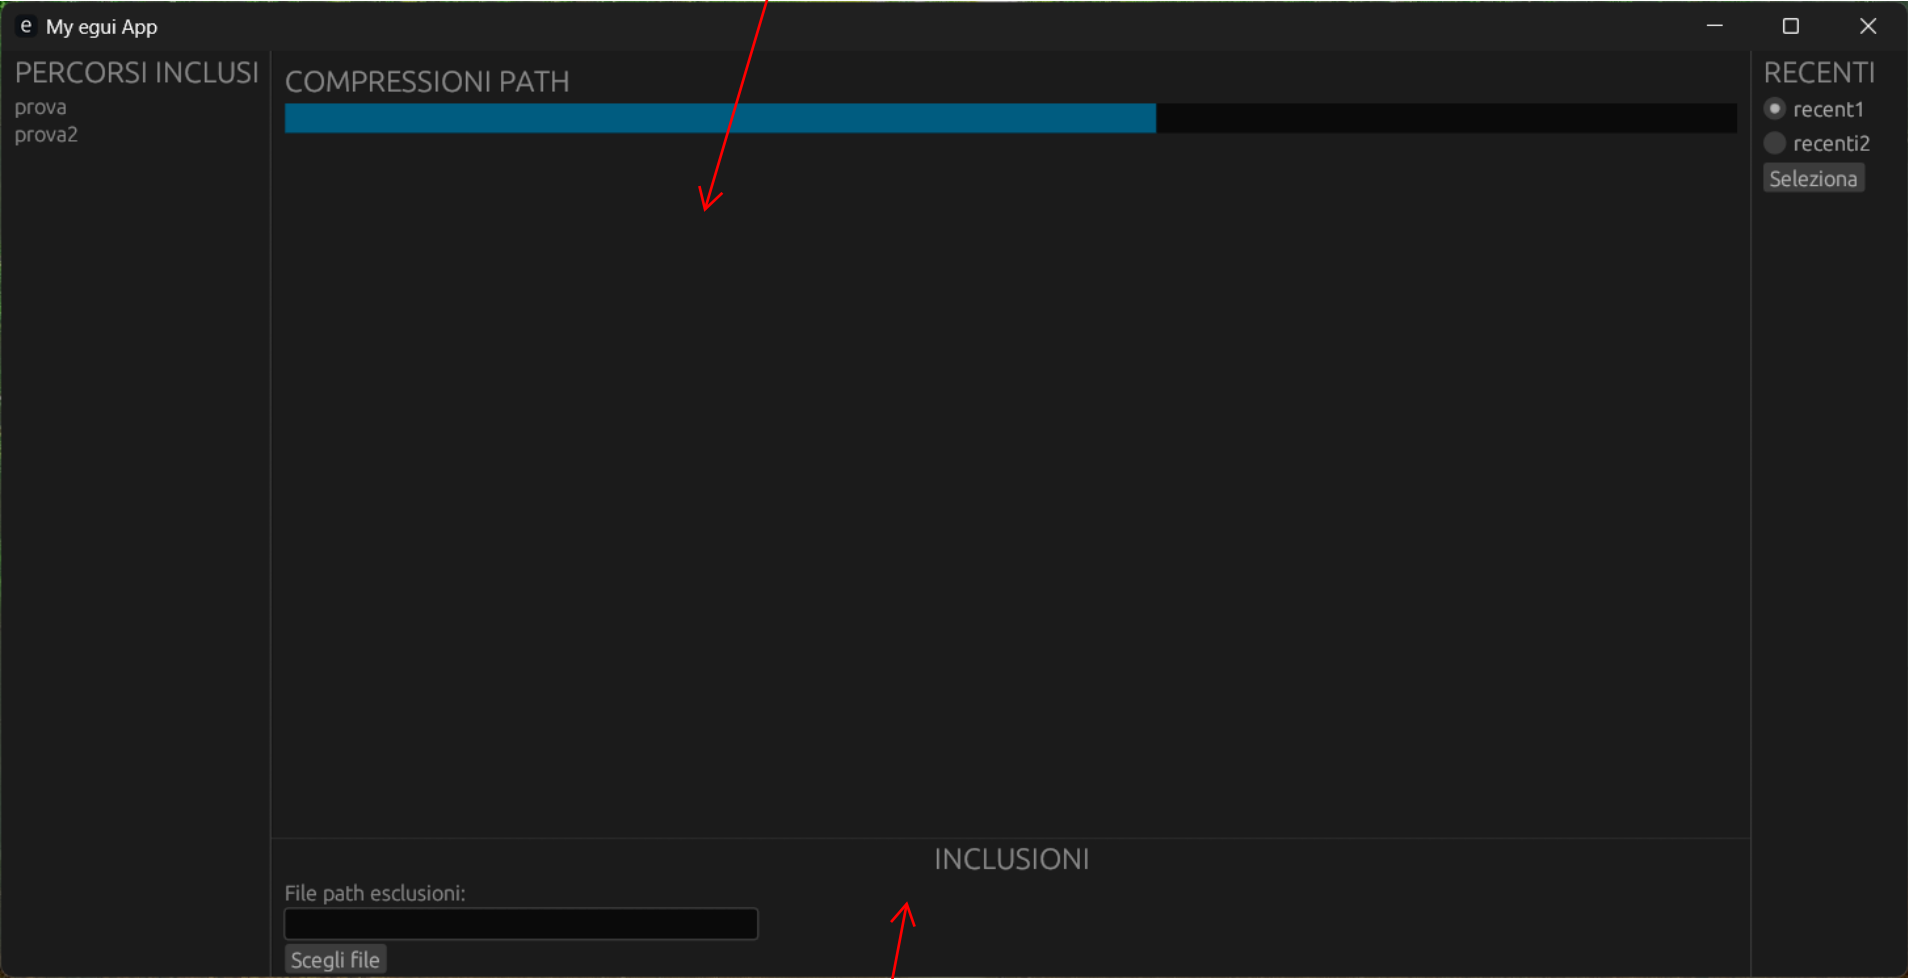 e My egui App
PERCORSI INCLUSI
prova
prova2
COMPRESSIONI PATH
RECENTI
recent1
recenti2
Seleziona
INCLUSIONI
File path esclusioni:
Scegli file